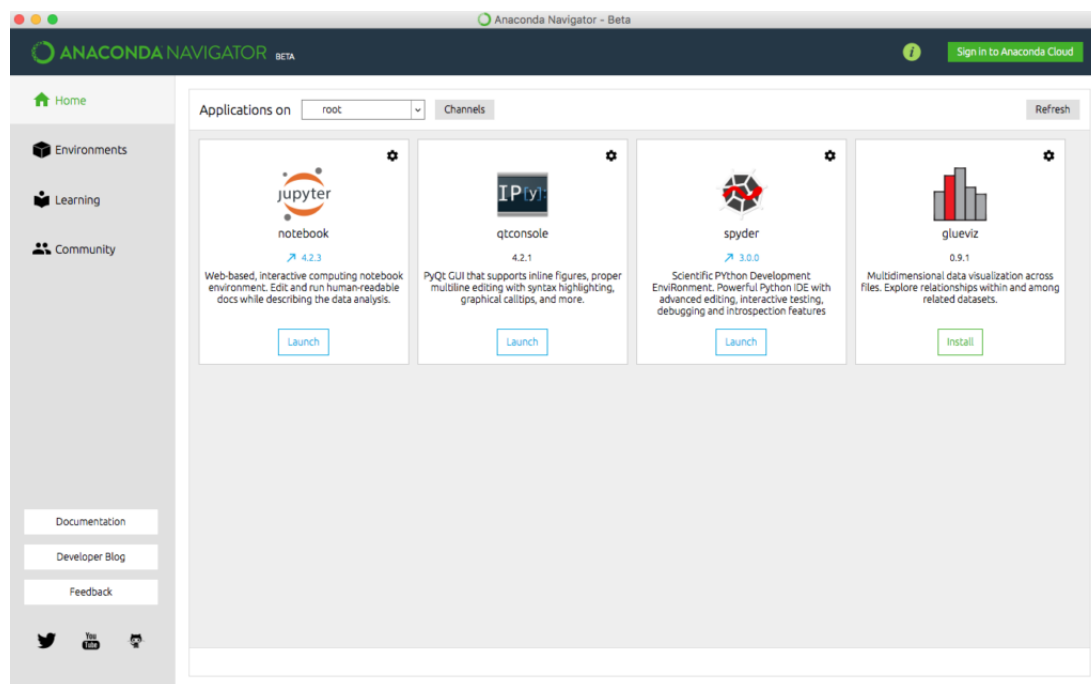 Anaconda Navigator - Beta
ANACONDA NAVIGATOR BETA
i
Sign in to Anaconda Cloud
Home
Environments
Learning
Community
Documentation
Developer Blog
Feedback
You
Tube
Applications on root Channels Refresh
jupyter
notebook
4.2.3
Web-based, interactive computing notebook
environment. Edit and run human-readable
docs while describing the data analysis.
Launch
IP[y]:
qtconsole
4.2.1
PyQt GUI that supports inline figures, proper
multiline editing with syntax highlighting,
graphical calltips, and more.
Launch
spyder
3.0.0
Scientific PYthon Development
EnviRonment. Powerful Python IDE with
advanced editing, interactive testing,
debugging and introspection features
Launch
glueviz
0.9.1
Multidimensional data visualization across
files. Explore relationships within and among
related datasets.
Install